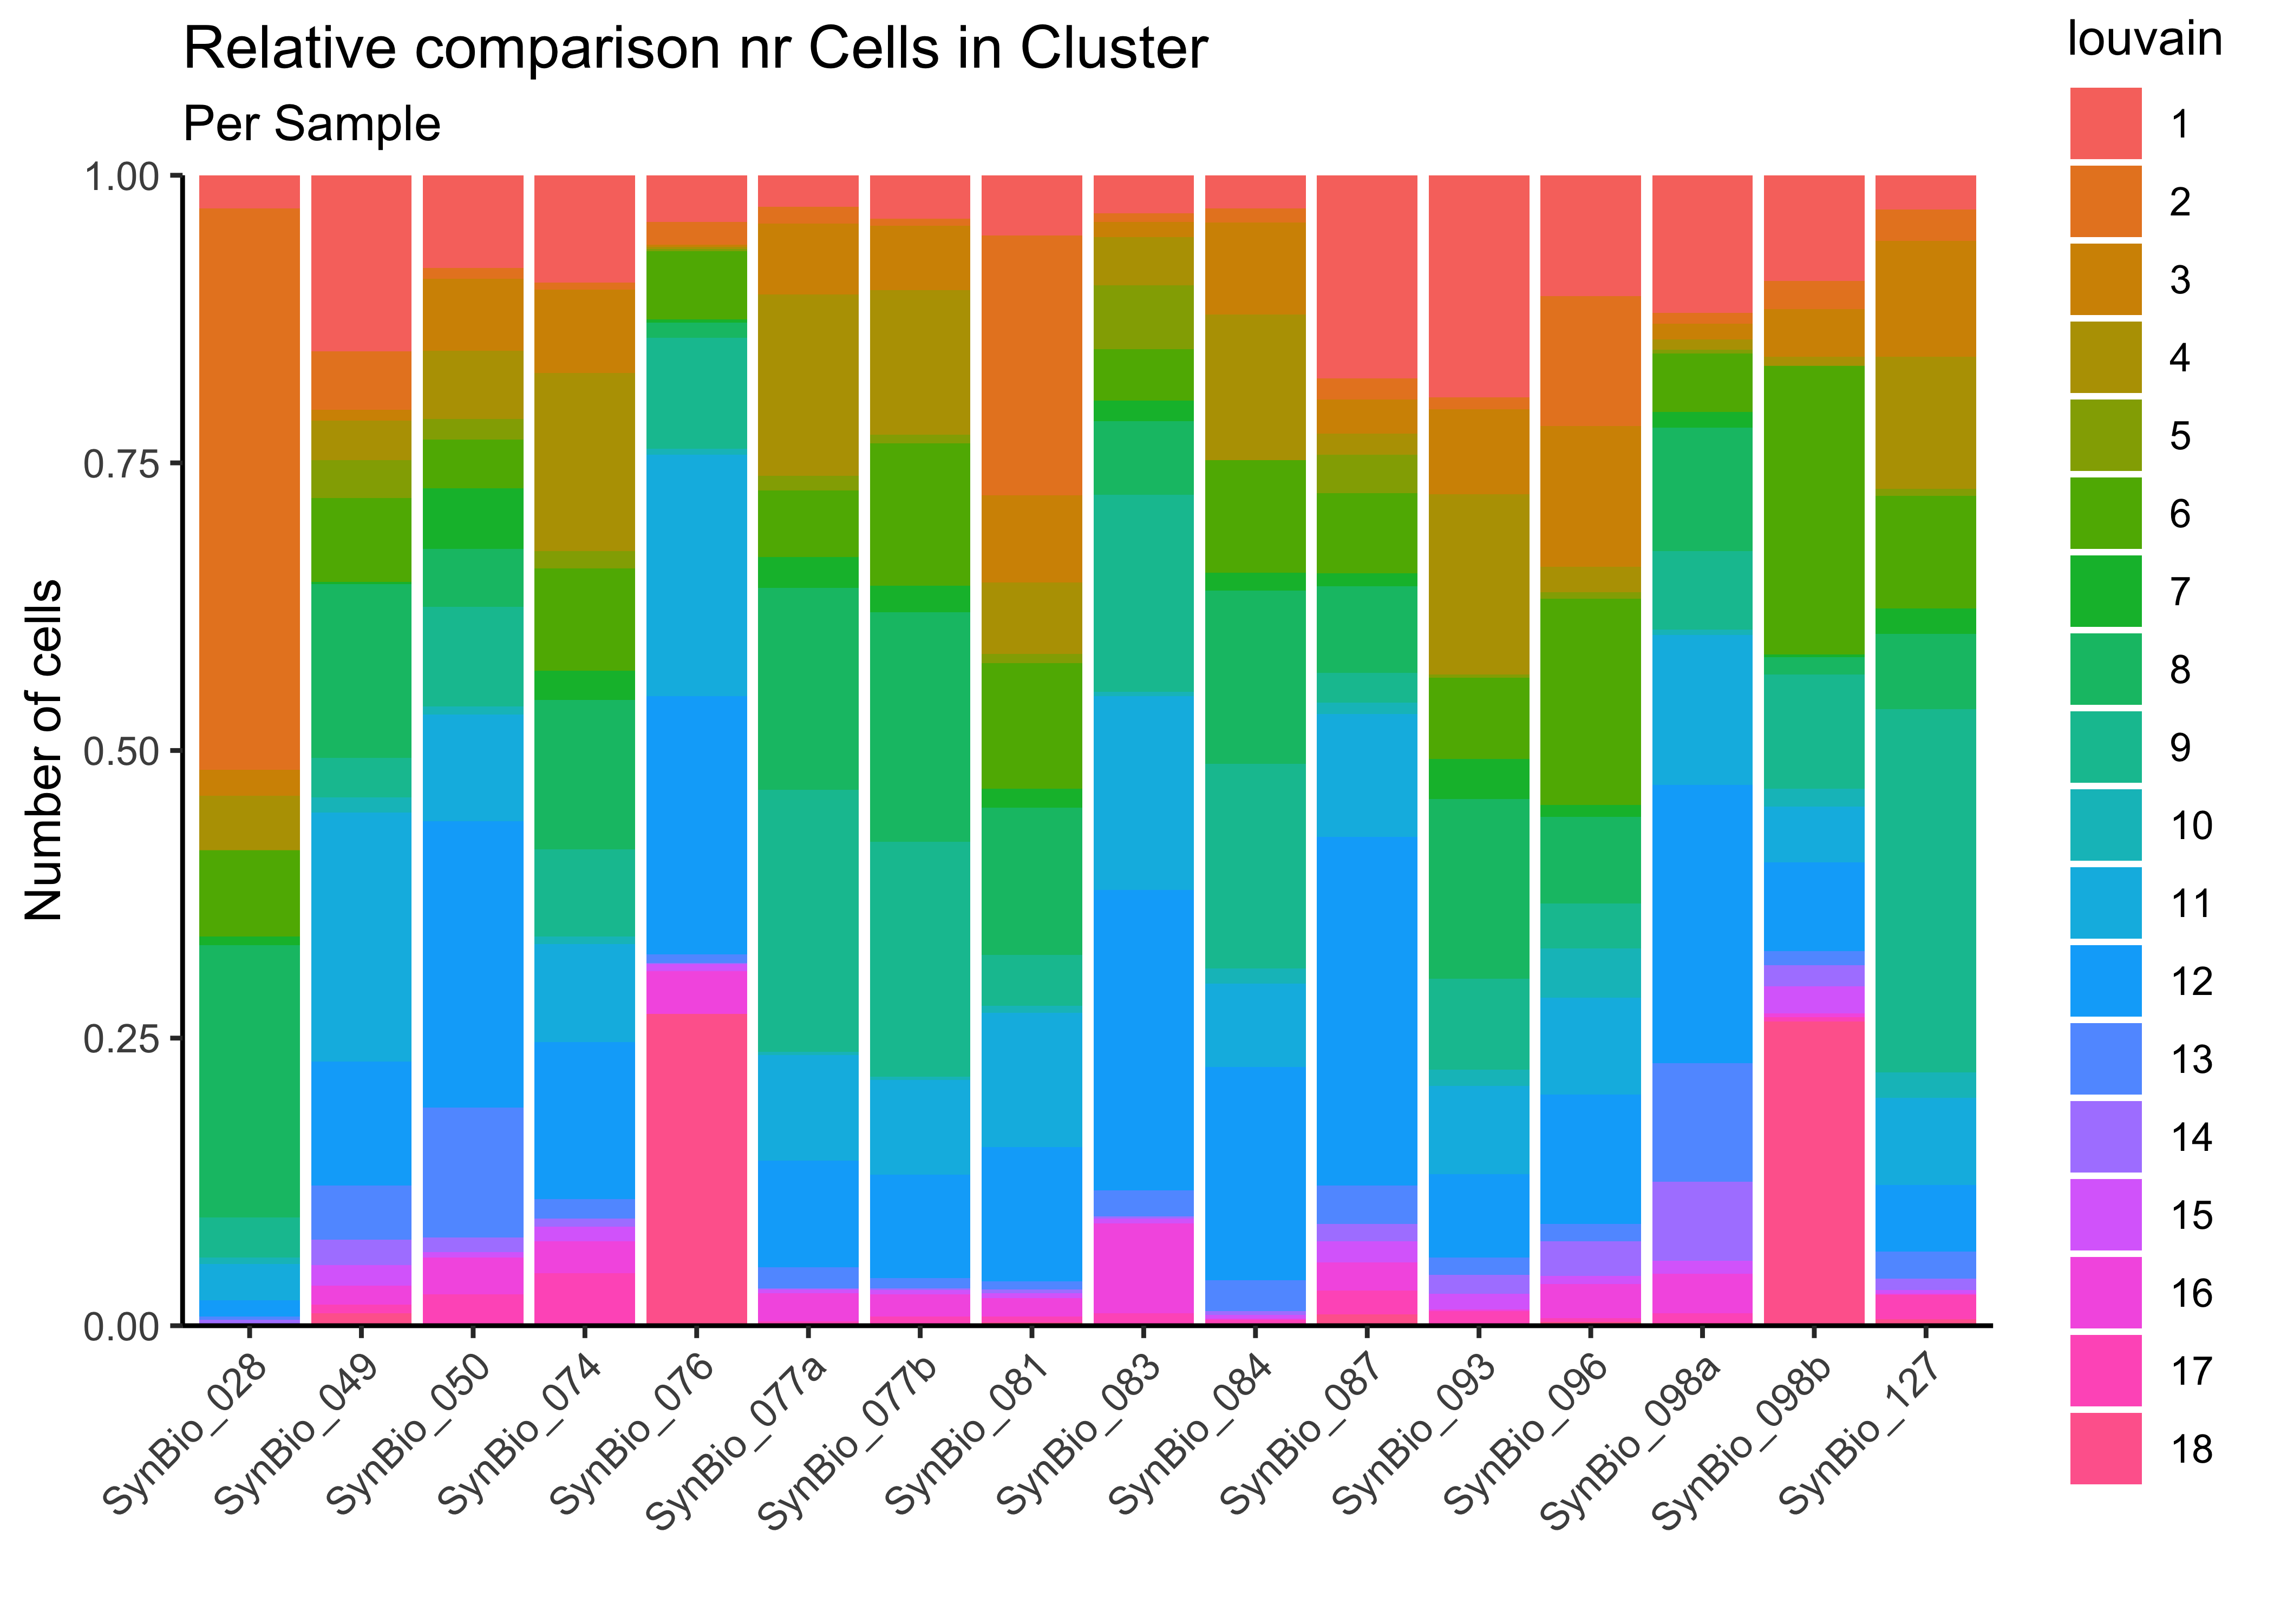 Relative comparison nr Cells in Cluster
Per Sample
Number of cells
1.00
0.75
0.50
0.25
0.00
SynBio_028
SynBio_049
SynBio_050
SynBio_074
SynBio_076
SynBio_077a
SynBio_077b
SynBio_081
SynBio_083
SynBio_084
SynBio_087
SynBio_093
SynBio_096
SynBio_098a
SynBio_098b
SynBio_127
louvain
1
2
3
4
5
6
7
8
9
10
11
12
13
14
15
16
17
18